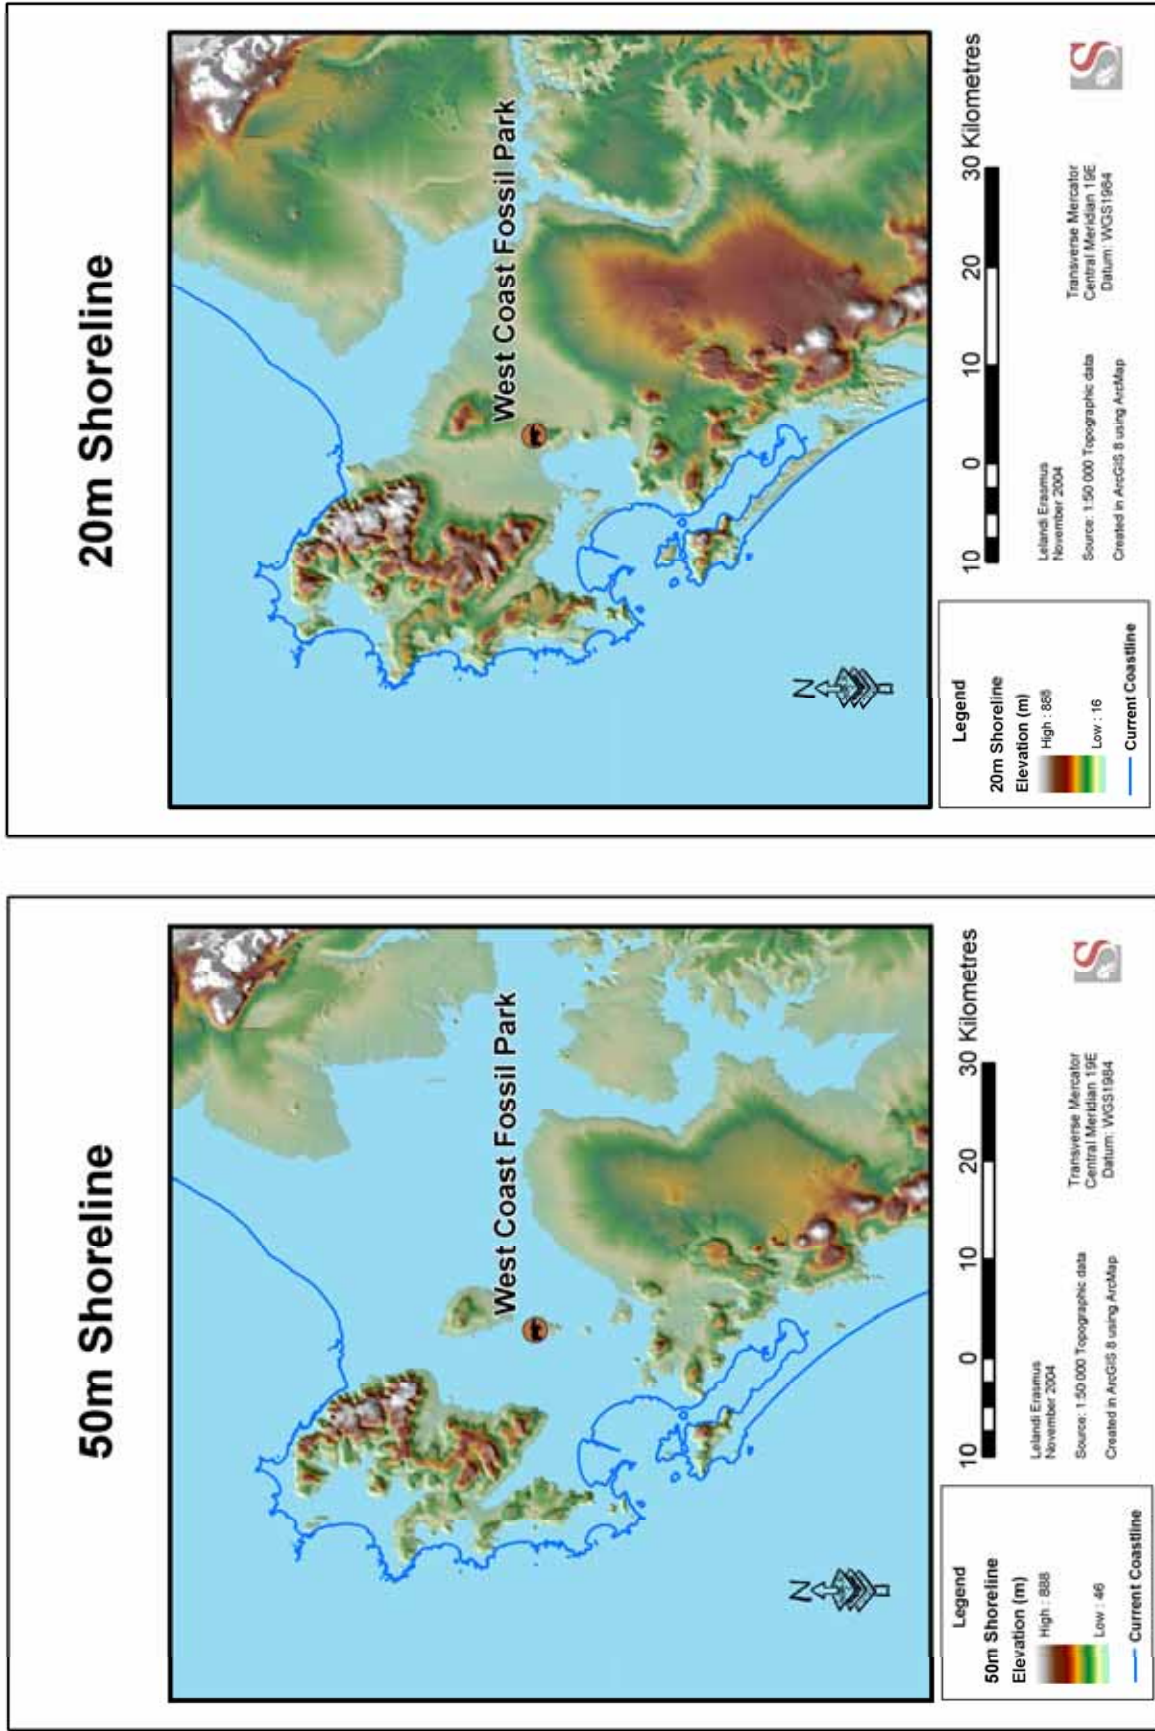 50m Shoreline
West Coast Fossil Park
N
10 0 10 20 30 Kilometres
Legend
50m Shoreline
Elevation (m)
High : 888
Low : 46
Current Coastline
Lelandi Erasmus
November 2004
Source: 1:50 000 Topographic data
Created in ArcGIS 8 using ArcMap
Transverse Mercator
Central Meridian 19E
Datum: WGS1984
S
20m Shoreline
West Coast Fossil Park
N
10 0 10 20 30 Kilometres
Legend
20m Shoreline
Elevation (m)
High : 888
Low : 16
Current Coastline
Lelandi Erasmus
November 2004
Source: 1:50 000 Topographic data
Created in ArcGIS 8 using ArcMap
Transverse Mercator
Central Meridian 19E
Datum: WGS1984
S